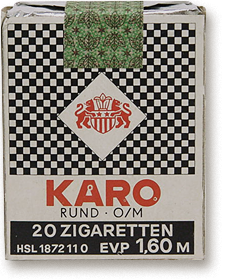 KARO
RUND · O/M
20 ZIGARETTEN
HSL 1872110 EVP 1,60 M